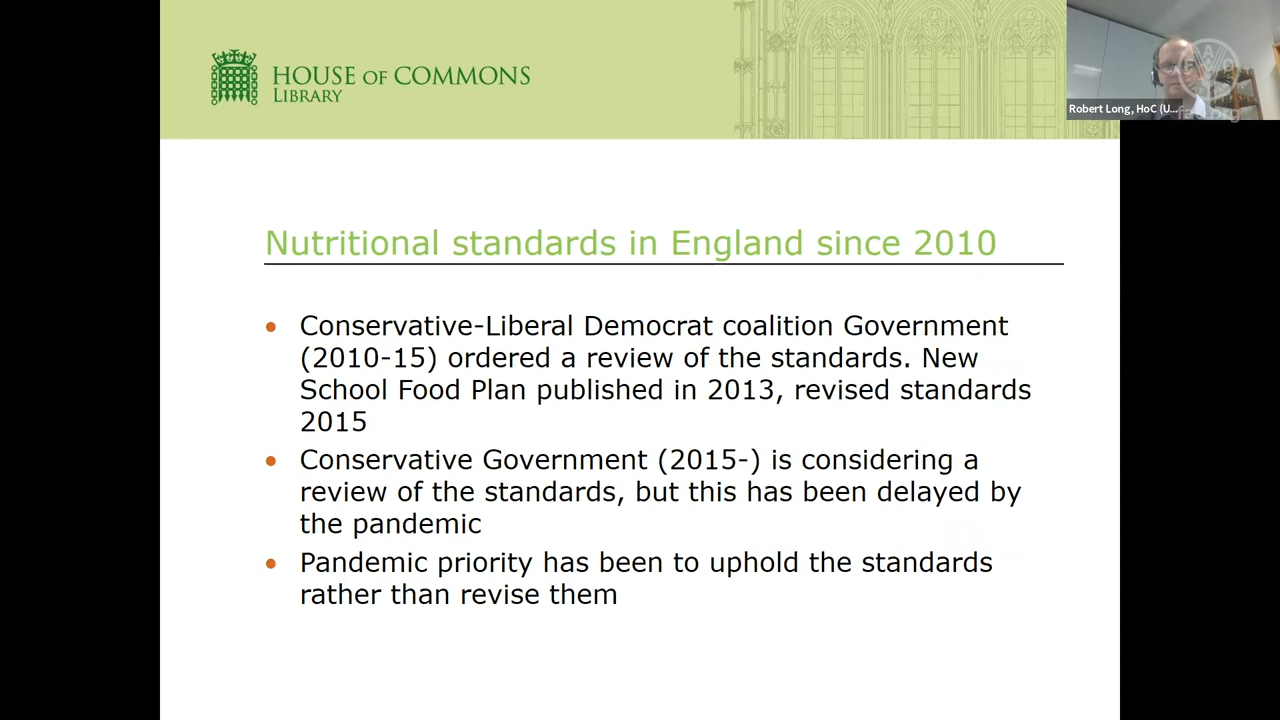 HOUSE OF COMMONS
LIBRARY
Robert Long, HoC (U...
Nutritional standards in England since 2010
• Conservative-Liberal Democrat coalition Government
(2010-15) ordered a review of the standards. New
School Food Plan published in 2013, revised standards
2015
• Conservative Government (2015-) is considering a
review of the standards, but this has been delayed by
the pandemic
• Pandemic priority has been to uphold the standards
rather than revise them